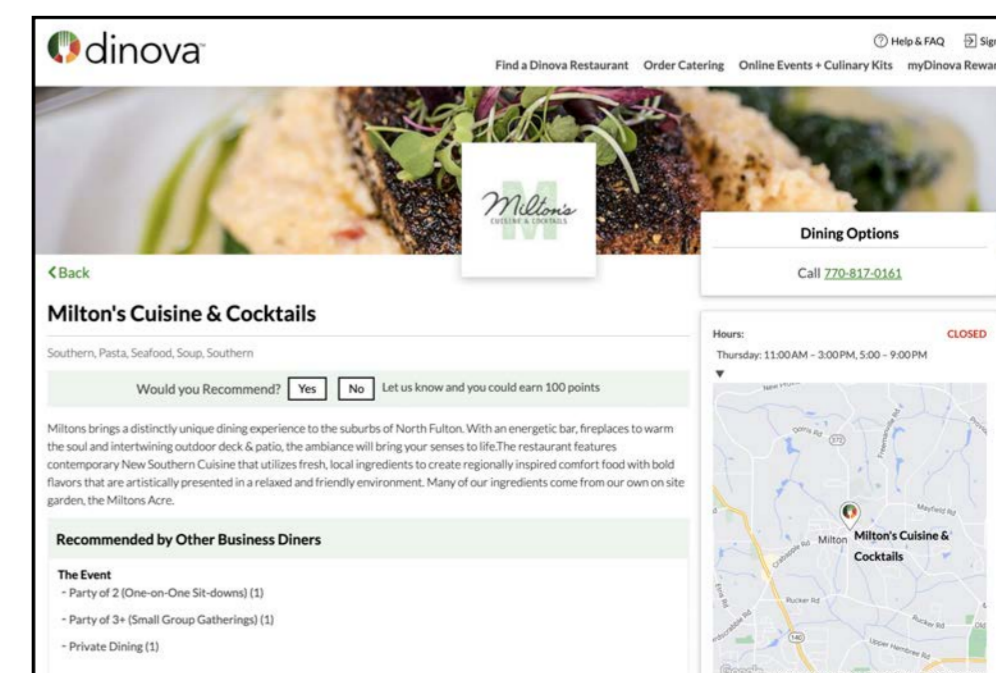 dinova
Help & FAQ
Find a Dinova Restaurant Order Catering Online Events + Culinary Kits myDinova
Milton's
CUISINE & COCKTAILS
Dining Options
Call 770-817-0161
Back
Milton's Cuisine & Cocktails
Southern, Pasta, Seafood, Soup, Southern
Would you Recommend? Yes No Let us know and you could earn 100 points
Miltons brings a distinctly unique dining experience to the suburbs of North Fulton. With an energetic bar, fireplaces to warm
the soul and intertwining outdoor deck & patio, the ambiance will bring your senses to life.The restaurant features
contemporary New Southern Cuisine that utilizes fresh, local ingredients to create regionally inspired comfort food with bold
flavors that are artistically presented in a relaxed and friendly environment. Many of our ingredients come from our own on site
garden, the Miltons Acre.
Recommended by Other Business Diners
The Event
- Party of 2 (One-on-One Sit-downs) (1)
- Party of 3+ (Small Group Gatherings) (1)
- Private Dining (1)
Hours: CLOSED
Thursday: 11:00 AM – 3:00 PM, 5:00 – 9:00 PM
Dorris Rd
372
Freemanville Rd
Mayfield Rd
Milton
Milton's Cuisine &
Cocktails
Crabapple Rd
Rucker Rd
Rucker Rd
140
Upper Hembree Rd